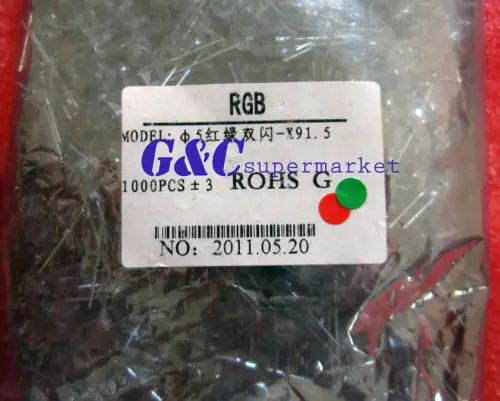 RGB
MODEL: φ5红绿双闪-X91.5
G&C supermarket
1000PCS±3 ROHS G
NO: 2011.05.20